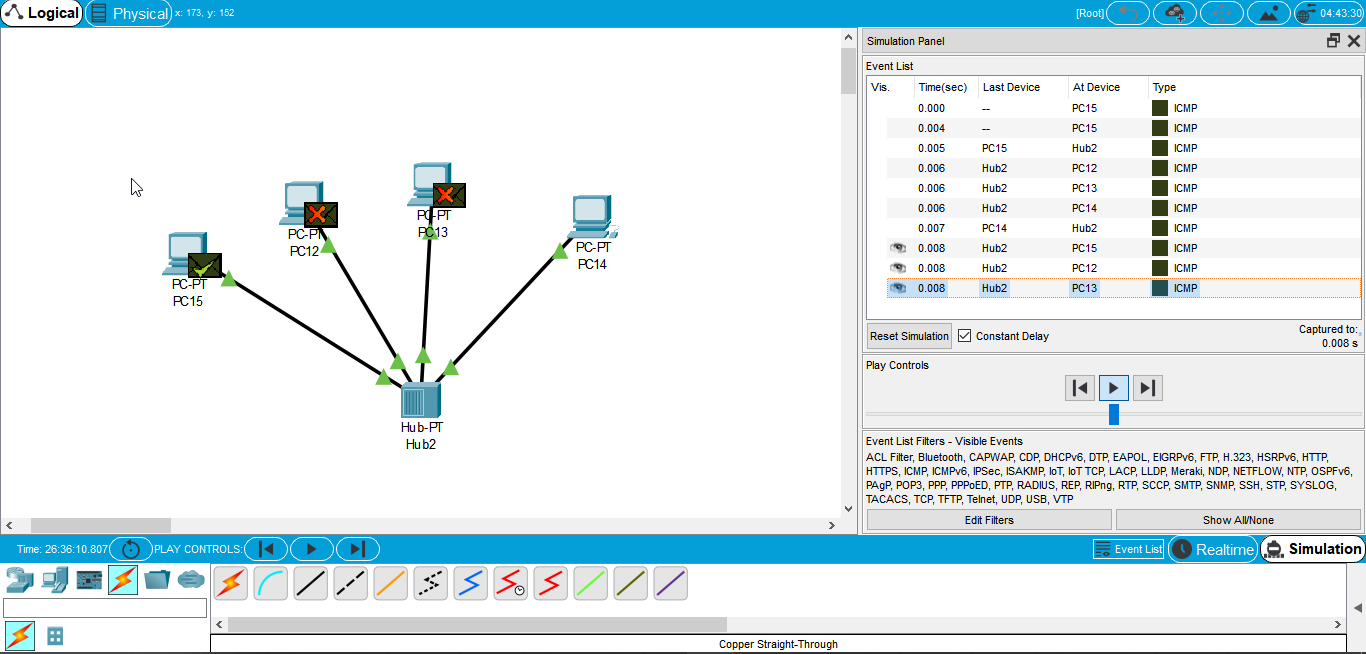 Logical
Physical
x: 173, y: 152
[Root]
04:43:30
Simulation Panel
Event List
Vis. Time(sec) Last Device At Device Type
0.000 -- PC15 ICMP
0.004 -- PC15 ICMP
0.005 PC15 Hub2 ICMP
0.006 Hub2 PC12 ICMP
0.006 Hub2 PC13 ICMP
0.006 Hub2 PC14 ICMP
0.007 PC14 Hub2 ICMP
0.008 Hub2 PC15 ICMP
0.008 Hub2 PC12 ICMP
0.008 Hub2 PC13 ICMP
Reset Simulation
Constant Delay
Captured to:
0.008 s
Play Controls
Event List Filters - Visible Events
ACL Filter, Bluetooth, CAPWAP, CDP, DHCPv6, DTP, EAPOL, EIGRPv6, FTP, H.323, HSRPv6, HTTP,
HTTPS, ICMP, ICMPv6, IPSec, ISAKMP, IoT, IoT TCP, LACP, LLDP, Meraki, NDP, NETFLOW, NTP, OSPFv6,
PAgP, POP3, PPP, PPPoED, PTP, RADIUS, REP, RIPng, RTP, SCCP, SMTP, SNMP, SSH, STP, SYSLOG,
TACACS, TCP, TFTP, Telnet, UDP, USB, VTP
Edit Filters
Show All/None
PC-PT
PC13
PC-PT
PC12
PC-PT
PC14
PC-PT
PC15
Hub-PT
Hub2
Time: 26:36:10.807
PLAY CONTROLS:
Event List
Realtime
Simulation
Copper Straight-Through